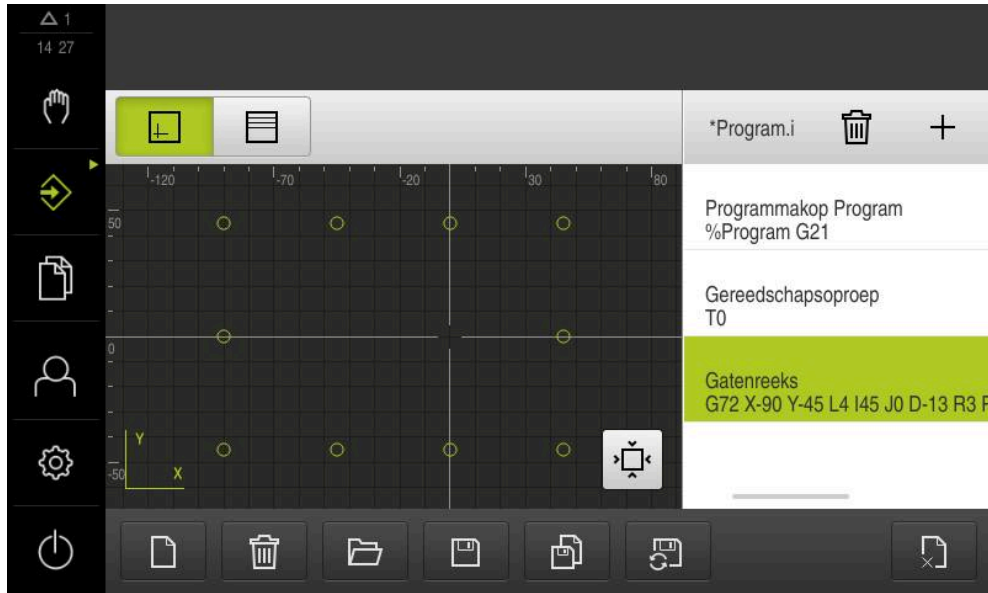 1
14 27
*Program.i
-120
-70
-20
30
80
50
0
-50
Y
X
Programmakop Program
%Program G21
Gereedschapsoproep
T0
Gatenreeks
G72 X-90 Y-45 L4 I45 J0 D-13 R3